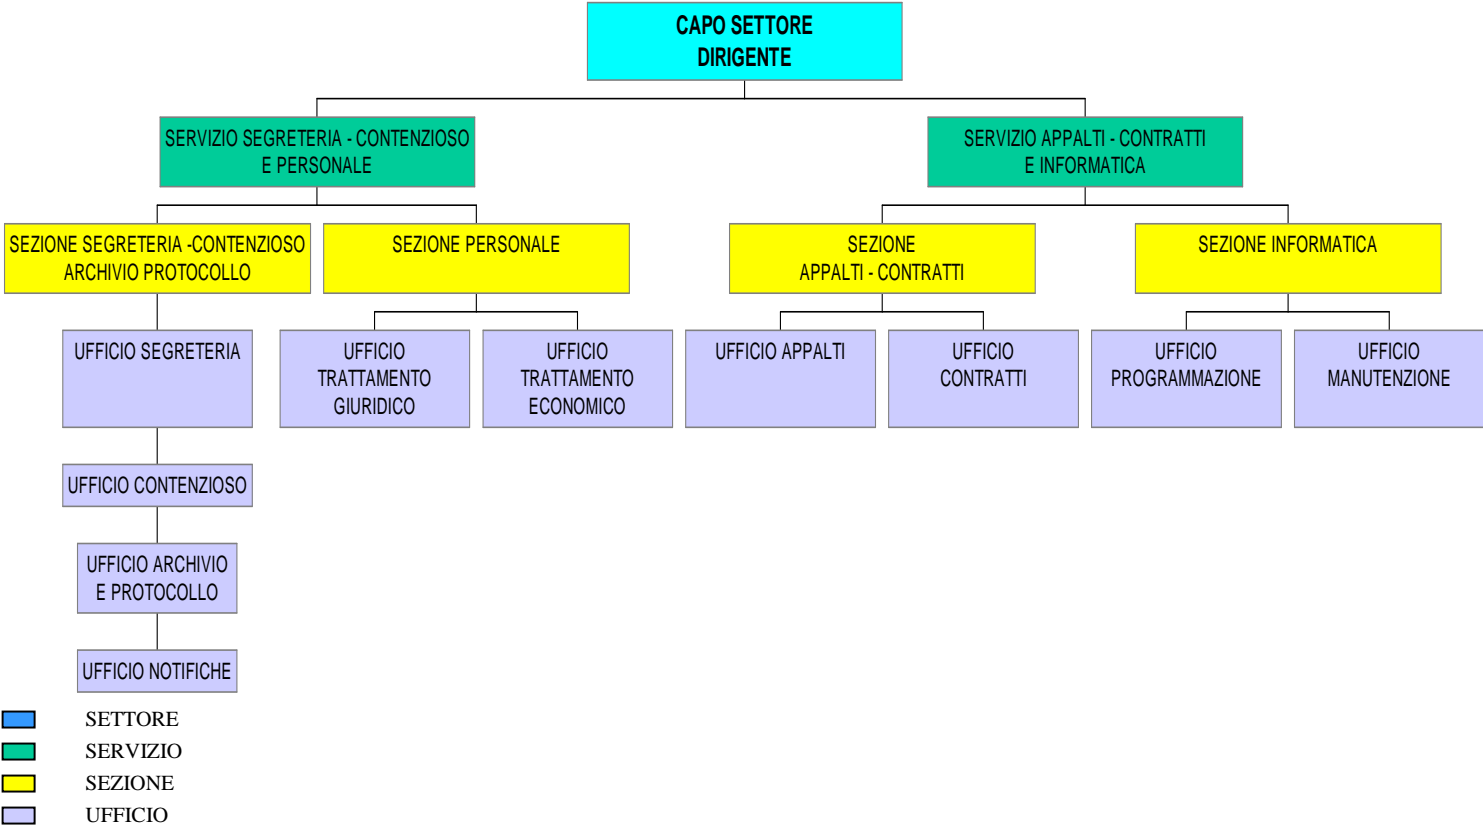 CAPO SETTORE
DIRIGENTE
SERVIZIO SEGRETERIA - CONTENZIOSO
E PERSONALE
SERVIZIO APPALTI - CONTRATTI
E INFORMATICA
SEZIONE SEGRETERIA -CONTENZIOSO
ARCHIVIO PROTOCOLLO
SEZIONE PERSONALE
SEZIONE
APPALTI - CONTRATTI
SEZIONE INFORMATICA
UFFICIO SEGRETERIA
UFFICIO
TRATTAMENTO
GIURIDICO
UFFICIO
TRATTAMENTO
ECONOMICO
UFFICIO APPALTI
UFFICIO
CONTRATTI
UFFICIO
PROGRAMMAZIONE
UFFICIO
MANUTENZIONE
UFFICIO CONTENZIOSO
UFFICIO ARCHIVIO
E PROTOCOLLO
UFFICIO NOTIFICHE
SETTORE
SERVIZIO
SEZIONE
UFFICIO